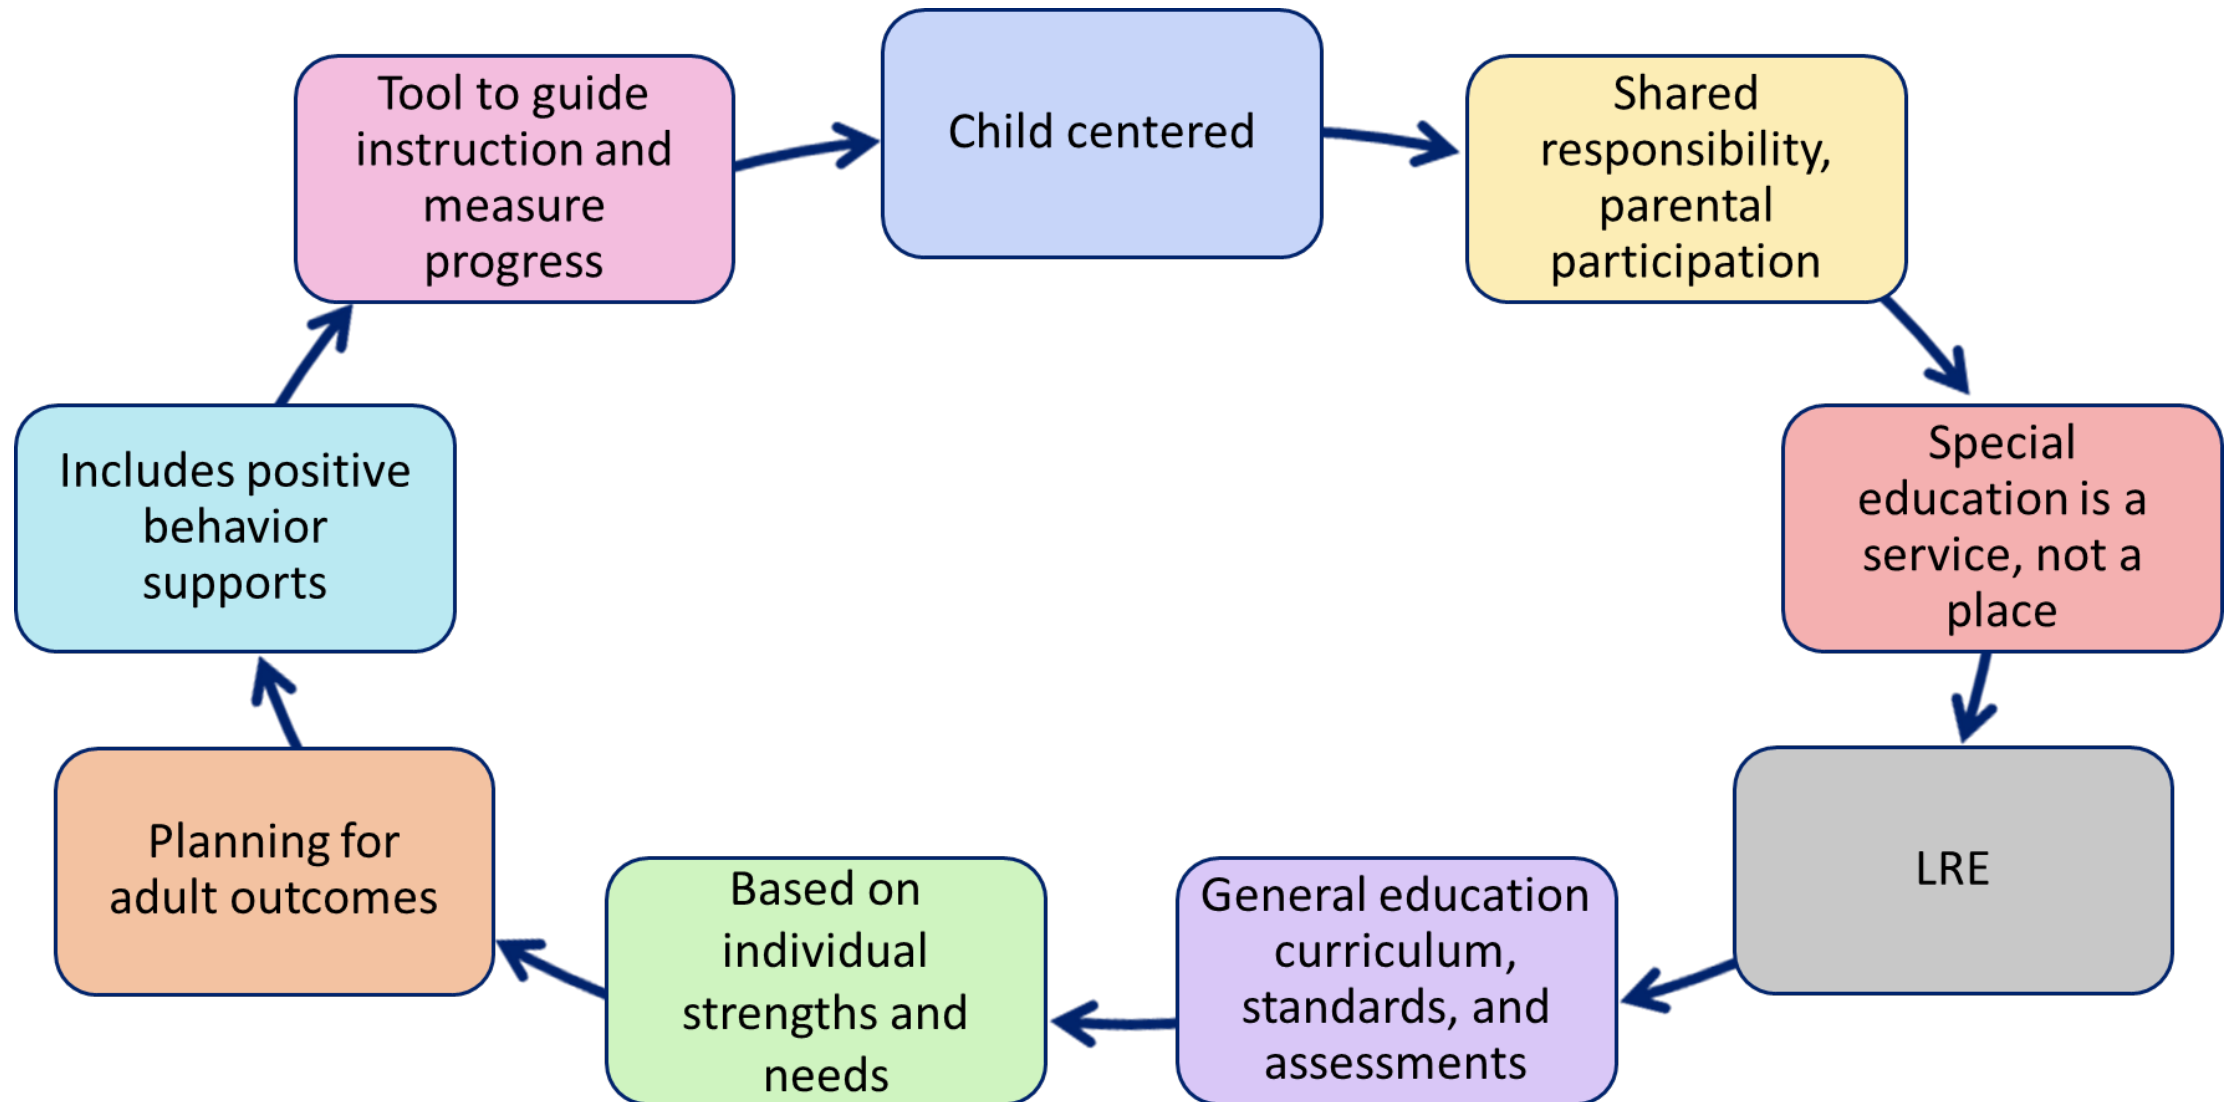 Child centered
Shared
responsibility,
parental
participation
Special
education is a
service, not a
place
LRE
General education
curriculum,
standards, and
assessments
Based on
individual
strengths and
needs
Planning for
adult outcomes
Includes positive
behavior
supports
Tool to guide
instruction and
measure
progress